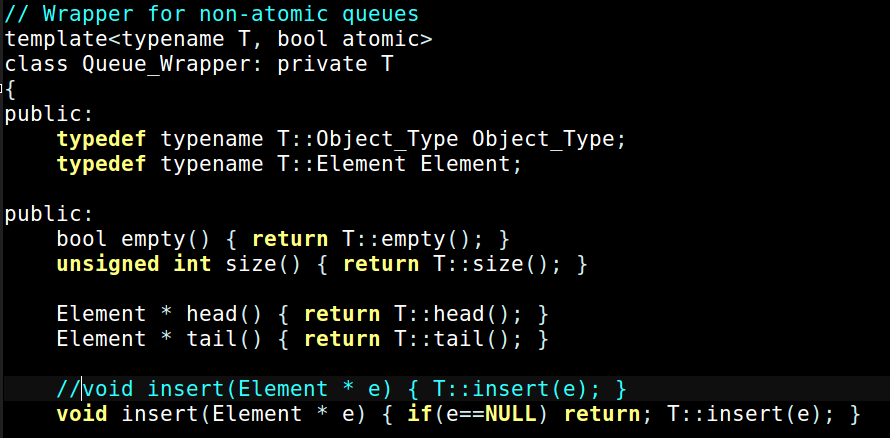 // Wrapper for non-atomic queues
template<typename T, bool atomic>
class Queue_Wrapper: private T
{
public:
    typedef typename T::Object_Type Object_Type;
    typedef typename T::Element Element;

public:
    bool empty() { return T::empty(); }
    unsigned int size() { return T::size(); }

    Element * head() { return T::head(); }
    Element * tail() { return T::tail(); }

    //void insert(Element * e) { T::insert(e); }
    void insert(Element * e) { if(e==NULL) return; T::insert(e); }